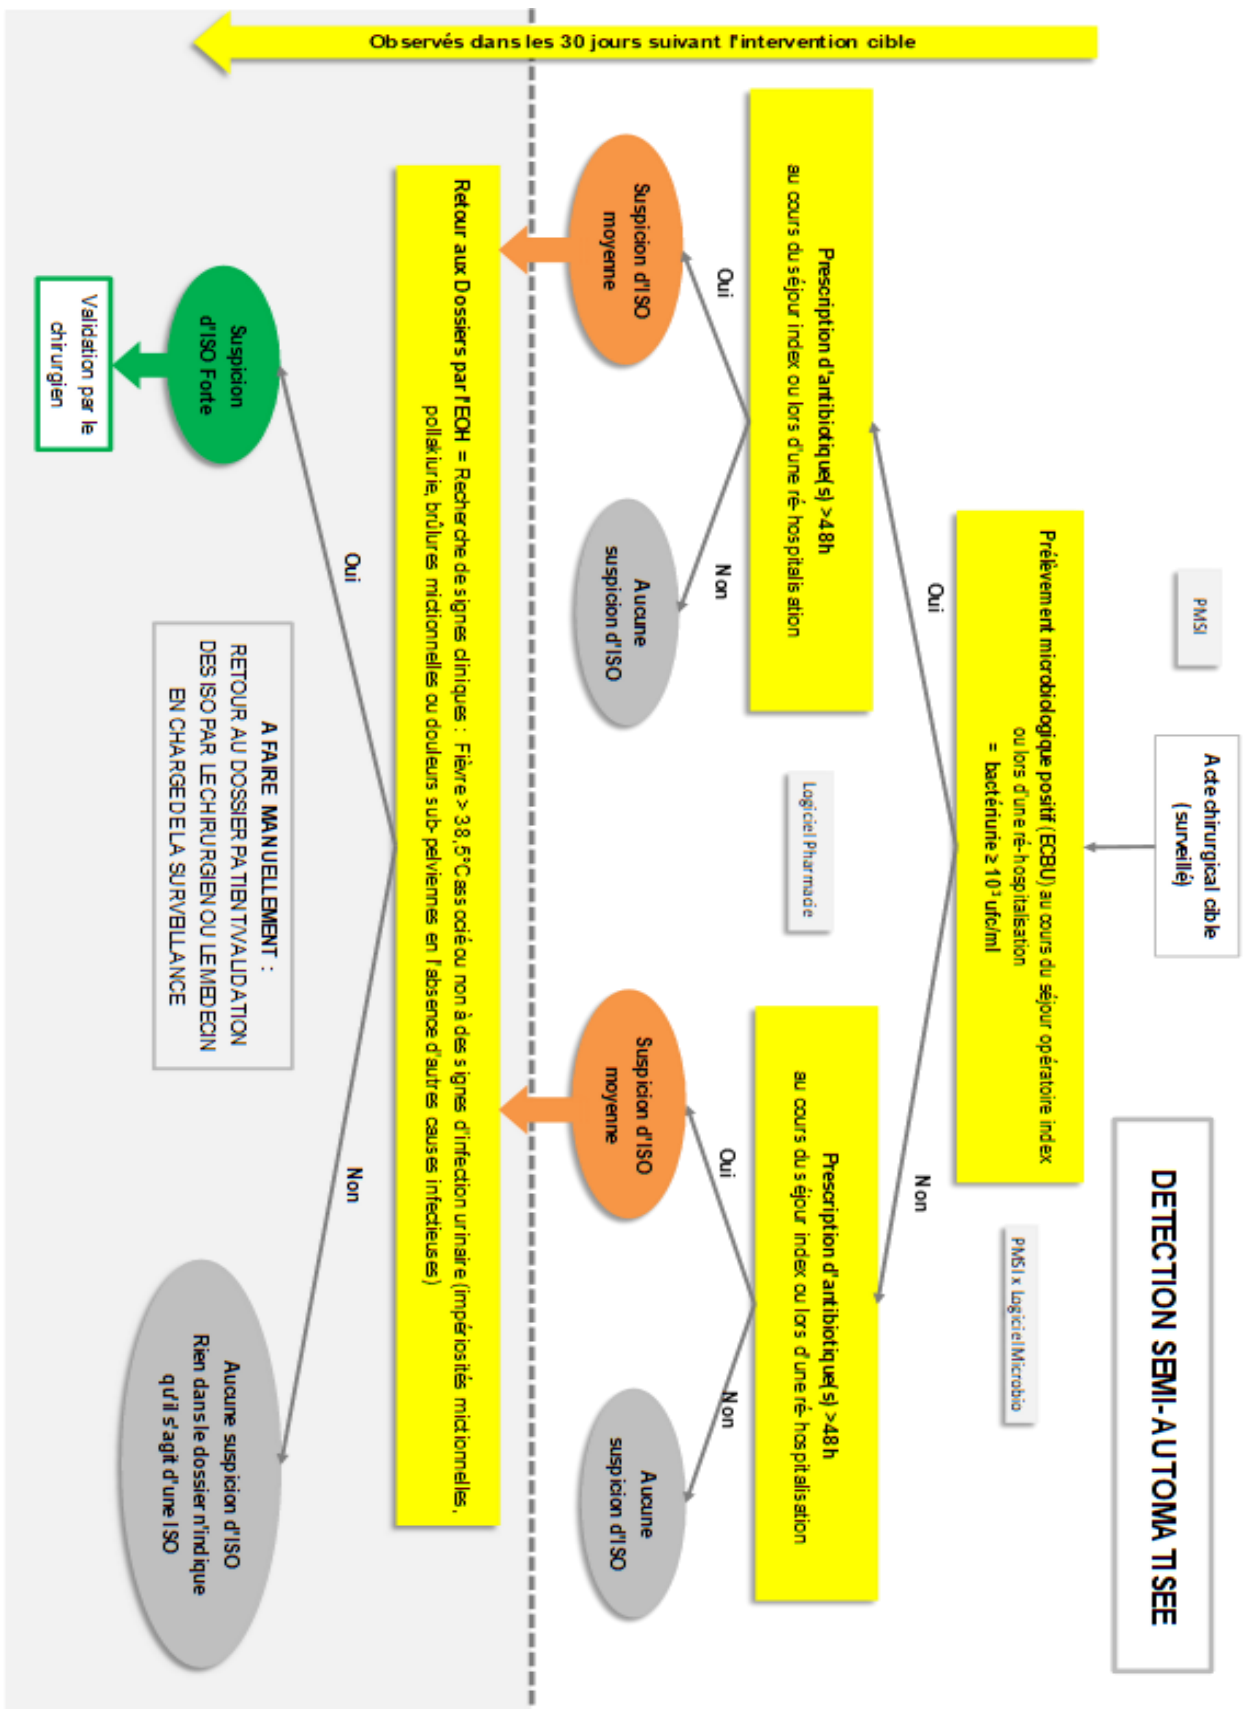 DETECTION SEMI-AUTOMATISEE
PMSI
Acte chirurgical cible
(surveillé)
Prélèvement microbiologique positif (ECBU) au cours du séjour opératoire index
ou lors d'une ré-hospitalisation
= bactériurie ≥ 10³ ufc/ml
PMSI x Logiciel Microbio
Oui
Non
Prescription d'antibiotique(s) >48h
au cours du séjour index ou lors d'une ré-hospitalisation
Logiciel Pharmacie
Prescription d'antibiotique(s) >48h
au cours du séjour index ou lors d'une ré-hospitalisation
Oui
Non
Oui
Non
Suspicion d'ISO
moyenne
Aucune
suspicion d'ISO
Suspicion d'ISO
moyenne
Aucune
suspicion d'ISO
Observés dans les 30 jours suivant l'intervention cible
Retour aux Dossiers par l'EOH = Recherche de signes cliniques : Fièvre > 38,5°C associé ou non à des signes d'infection urinaire (impériosités mictionnelles,
pollakiurie, brûlures mictionnelles ou douleurs sub-pelviennes en l'absence d'autres causes infectieuses)
Oui
Non
Suspicion
d'ISO Forte
A FAIRE MANUELLEMENT :
RETOUR AU DOSSIER PATIENT/VALIDATION
DES ISO PAR LE CHIRURGIEN OU LE MEDECIN
EN CHARGE DE LA SURVEILLANCE
Aucune suspicion d'ISO
Rien dans le dossier n'indique
qu'il s'agit d'une ISO
Validation par le
chirurgien